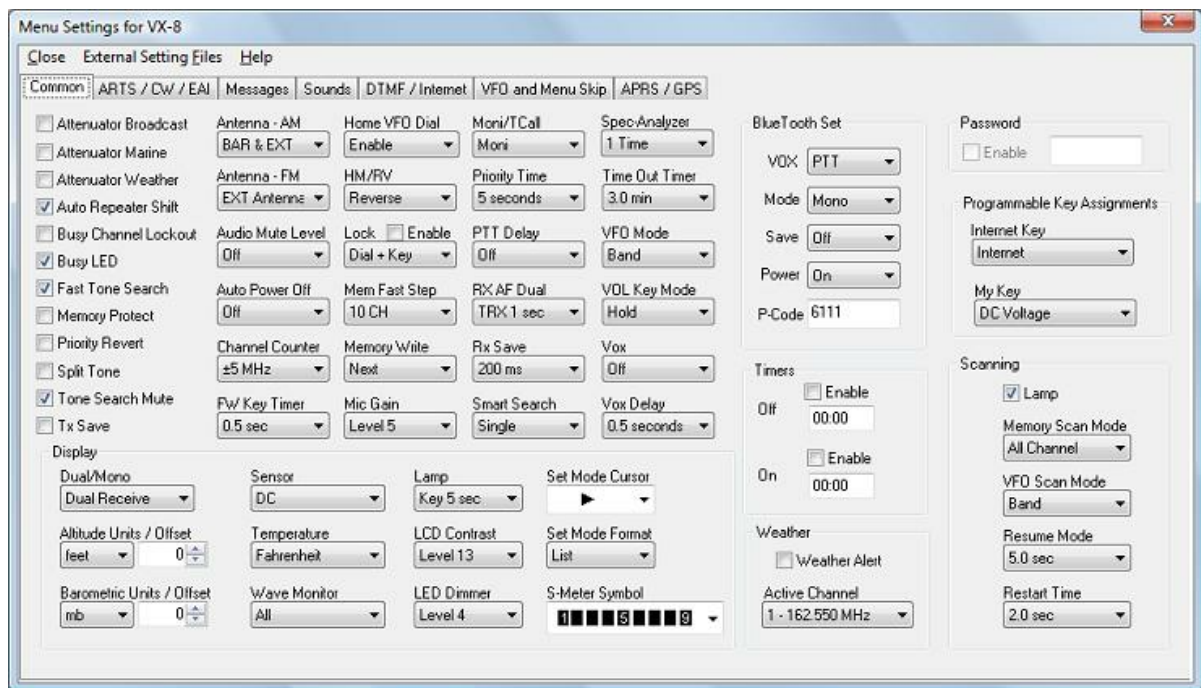 Menu Settings for VX-8
Close External Setting Files Help
Common ARTS / CW / EAI Messages Sounds DTMF / Internet VFO and Menu Skip APRS / GPS
Attenuator Broadcast
Attenuator Marine
Attenuator Weather
Auto Repeater Shift
Busy Channel Lockout
Busy LED
Fast Tone Search
Memory Protect
Priority Revert
Split Tone
Tone Search Mute
Tx Save
Antenna - AM
BAR & EXT
Antenna - FM
EXT Antenna
Audio Mute Level
Off
Auto Power Off
Off
Channel Counter
±5 MHz
FW Key Timer
0.5 sec
Home VFO Dial
Enable
HM/RV
Reverse
Lock Enable
Dial + Key
Mem Fast Step
10 CH
Memory Write
Next
Mic Gain
Level 5
Moni/TCall
Moni
Priority Time
5 seconds
PTT Delay
Off
RX AF Dual
TRX 1 sec
Rx Save
200 ms
Smart Search
Single
Spec-Analyzer
1 Time
Time Out Timer
3.0 min
VFO Mode
Band
VOL Key Mode
Hold
Vox
Off
Vox Delay
0.5 seconds
Display
Dual/Mono
Dual Receive
Altitude Units / Offset
feet 0
Barometric Units / Offset
mb 0
Sensor
DC
Temperature
Fahrenheit
Wave Monitor
All
Lamp
Key 5 sec
LCD Contrast
Level 13
LED Dimmer
Level 4
Set Mode Cursor
Set Mode Format
List
S-Meter Symbol
1 5 9
BlueTooth Set
VOX PTT
Mode Mono
Save Off
Power On
P-Code 6111
Timers
Enable
Off 00:00
Enable
On 00:00
Weather
Weather Alert
Active Channel
1 - 162.550 MHz
Password
Enable
Programmable Key Assignments
Internet Key
Internet
My Key
DC Voltage
Scanning
Lamp
Memory Scan Mode
All Channel
VFO Scan Mode
Band
Resume Mode
5.0 sec
Restart Time
2.0 sec